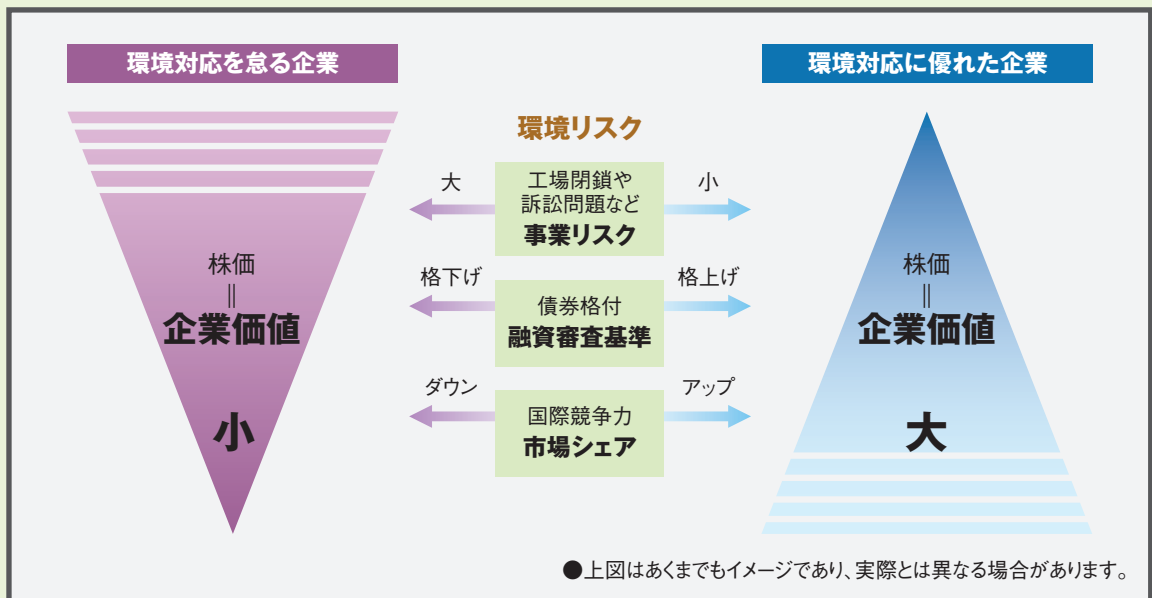 環境対応を怠る企業
環境対応に優れた企業
環境リスク
大
工場閉鎖や
訴訟問題など
事業リスク
小
株価
||
企業価値
小
格下げ
債券格付
融資審査基準
格上げ
ダウン
国際競争力
市場シェア
アップ
株価
||
企業価値
大
●上図はあくまでもイメージであり、実際とは異なる場合があります。